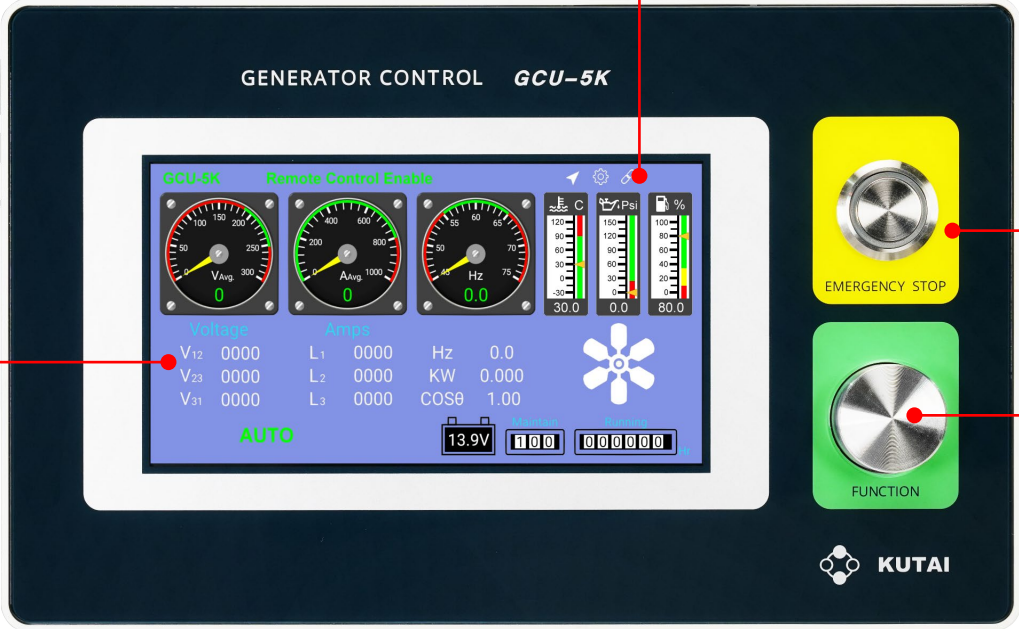 GENERATOR CONTROL GCU-5K
GCU-5K Remote Control Enable
0 50 100 150 200 250 300
VAvg.
0
0 200 400 600 800 1000
AAvg.
0
45 55 60 65 70 75
Hz
0.0
C
120
90
60
30
0
-30
30.0
Psi
150
120
90
60
30
0
0.0
%
100
80
60
40
20
0
80.0
EMERGENCY STOP
Voltage Amps
V12 0000 L1 0000 Hz 0.0
V23 0000 L2 0000 KW 0.000
V31 0000 L3 0000 COSθ 1.00
AUTO
13.9V
Maintain
100
Running
000000
Hr
FUNCTION
KUTAI